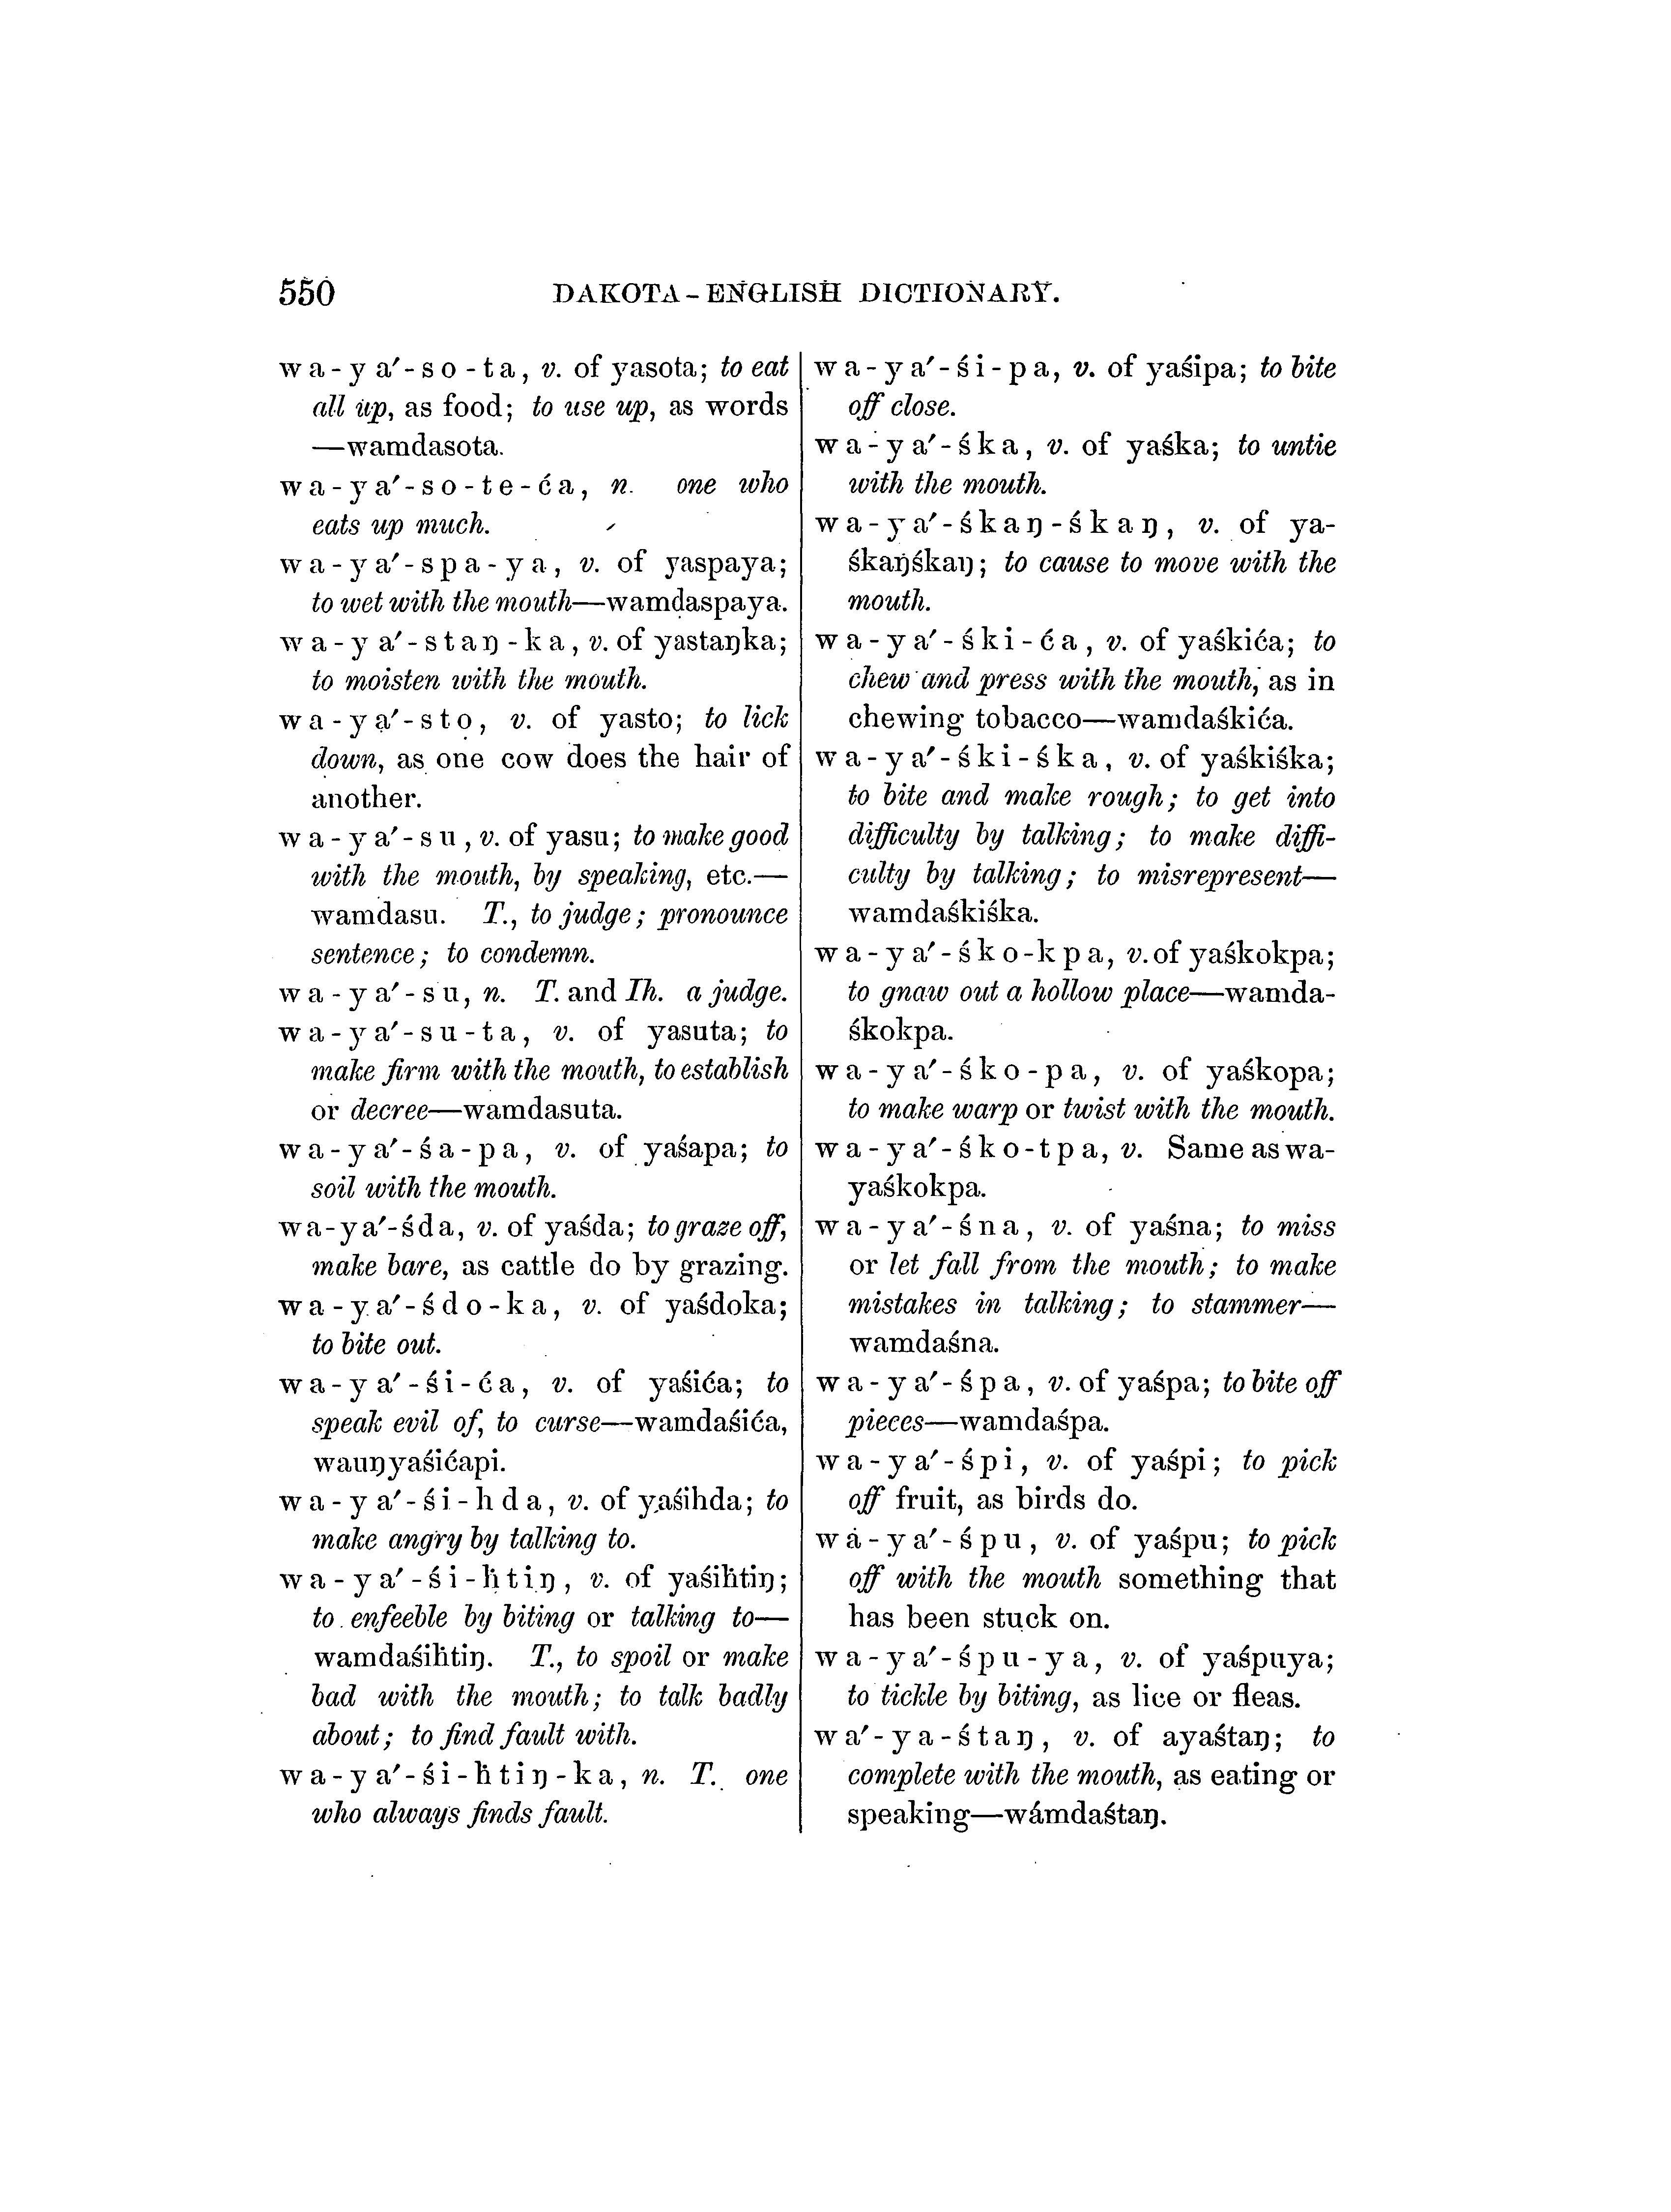 550 DAKOTA-ENGLISH DICTIONARY.
wa-ya′-so-ta, v. of yasota; to eat
all up, as food; to use up, as words
—wamdasota.
wa-ya′-so-te-ća, n. one who
eats up much.
wa-ya′-spa-ya, v. of yaspaya;
to wet with the mouth—wamdaspaya.
wa-ya′-staŋ-ka, v. of yastaŋka;
to moisten with the mouth.
wa-ya′-sto, v. of yasto; to lick
down, as one cow does the hair of
another.
wa-ya′-su, v. of yasu; to make good
with the mouth, by speaking, etc.—
wamdasu. T., to judge; pronounce
sentence; to condemn.
wa-ya′-su, n. T. and Ih. a judge.
wa-ya′-su-ta, v. of yasuta; to
make firm with the mouth, to establish
or decree—wamdasuta.
wa-ya′-śa-pa, v. of yaśapa; to
soil with the mouth.
wa-ya′-śda, v. of yaśda; to graze off,
make bare, as cattle do by grazing.
wa-ya′-śdo-ka, v. of yaśdoka;
to bite out.
wa-ya′-śi-ća, v. of yaśića; to
speak evil of, to curse—wamdaśića,
wauŋyaśićapi.
wa-ya′-śi-hda, v. of yaśihda; to
make angry by talking to.
wa-ya′-śi-ḣtiŋ, v. of yaśiḣtiŋ;
to enfeeble by biting or talking to—
wamdaśiḣtiŋ. T., to spoil or make
bad with the mouth; to talk badly
about; to find fault with.
wa-ya′-śi-ḣtiŋ-ka, n. T. one
who always finds fault.
wa-ya′-śi-pa, v. of yaśipa; to bite
off close.
wa-ya′-śka, v. of yaśka; to untie
with the mouth.
wa-ya′-śkaŋ-śkaŋ, v. of ya-
śkaŋśkaŋ; to cause to move with the
mouth.
wa-ya′-śki-ća, v. of yaśkića; to
chew and press with the mouth, as in
chewing tobacco—wamdaśkića.
wa-ya′-śki-śka, v. of yaśkiśka;
to bite and make rough; to get into
difficulty by talking; to make diffi-
culty by talking; to misrepresent—
wamdaśkiśka.
wa-ya′-śko-kpa, v. of yaśkokpa;
to gnaw out a hollow place—wamda-
śkokpa.
wa-ya′-śko-pa, v. of yaśkopa;
to make warp or twist with the mouth.
wa-ya′-śko-tpa, v. Same as wa-
yaśkokpa.
wa-ya′-śna, v. of yaśna; to miss
or let fall from the mouth; to make
mistakes in talking; to stammer—
wamdaśna.
wa-ya′-śpa, v. of yaśpa; to bite off
pieces—wamdaśpa.
wa-ya′-śpi, v. of yaśpi; to pick
off fruit, as birds do.
wa-ya′-śpu, v. of yaśpu; to pick
off with the mouth something that
has been stuck on.
wa-ya′-śpu-ya, v. of yaśpuya;
to tickle by biting, as lice or fleas.
wa′-ya-śtaŋ, v. of ayaśtaŋ; to
complete with the mouth, as eating or
speaking—wámdaśtaŋ.